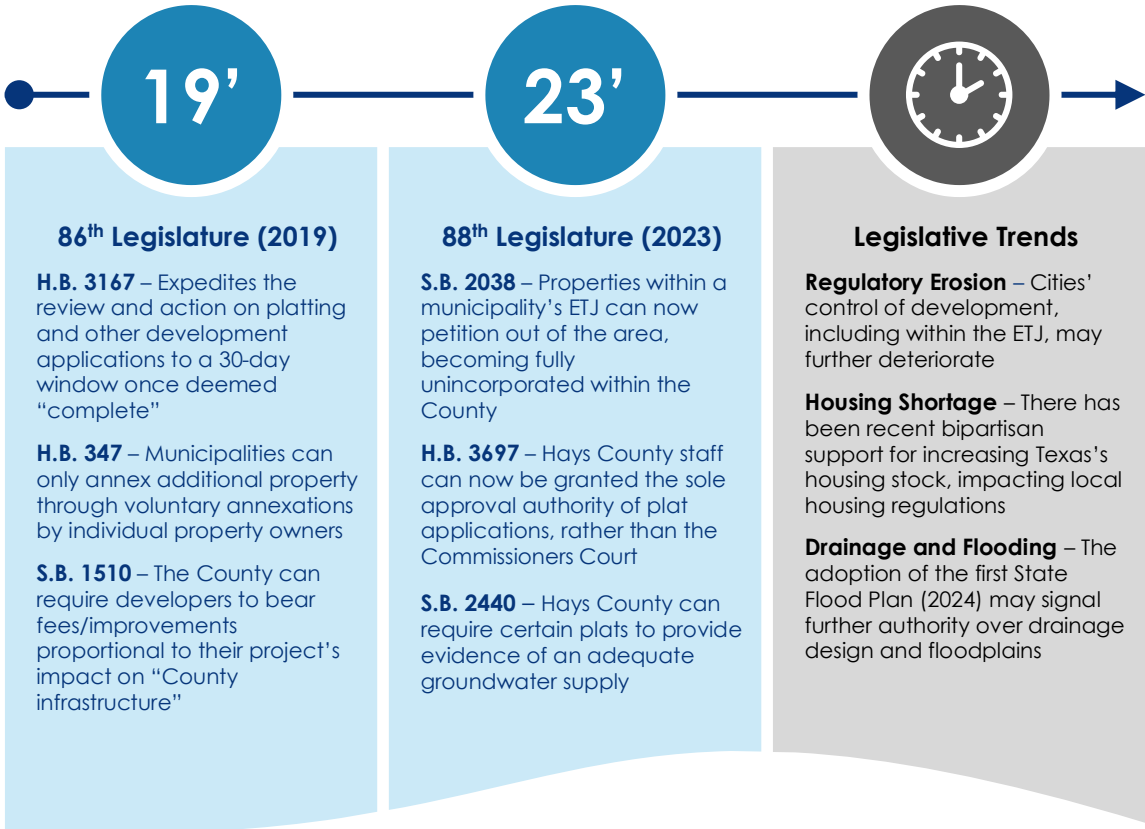 19’
23’
86th Legislature (2019)
H.B. 3167 – Expedites the
review and action on platting
and other development
applications to a 30-day
window once deemed
“complete”
H.B. 347 – Municipalities can
only annex additional property
through voluntary annexations
by individual property owners
S.B. 1510 – The County can
require developers to bear
fees/improvements
proportional to their project’s
impact on “County
infrastructure”
88th Legislature (2023)
S.B. 2038 – Properties within a
municipality’s ETJ can now
petition out of the area,
becoming fully
unincorporated within the
County
H.B. 3697 – Hays County staff
can now be granted the sole
approval authority of plat
applications, rather than the
Commissioners Court
S.B. 2440 – Hays County can
require certain plats to provide
evidence of an adequate
groundwater supply
Legislative Trends
Regulatory Erosion – Cities’
control of development,
including within the ETJ, may
further deteriorate
Housing Shortage – There has
been recent bipartisan
support for increasing Texas’s
housing stock, impacting local
housing regulations
Drainage and Flooding – The
adoption of the first State
Flood Plan (2024) may signal
further authority over drainage
design and floodplains